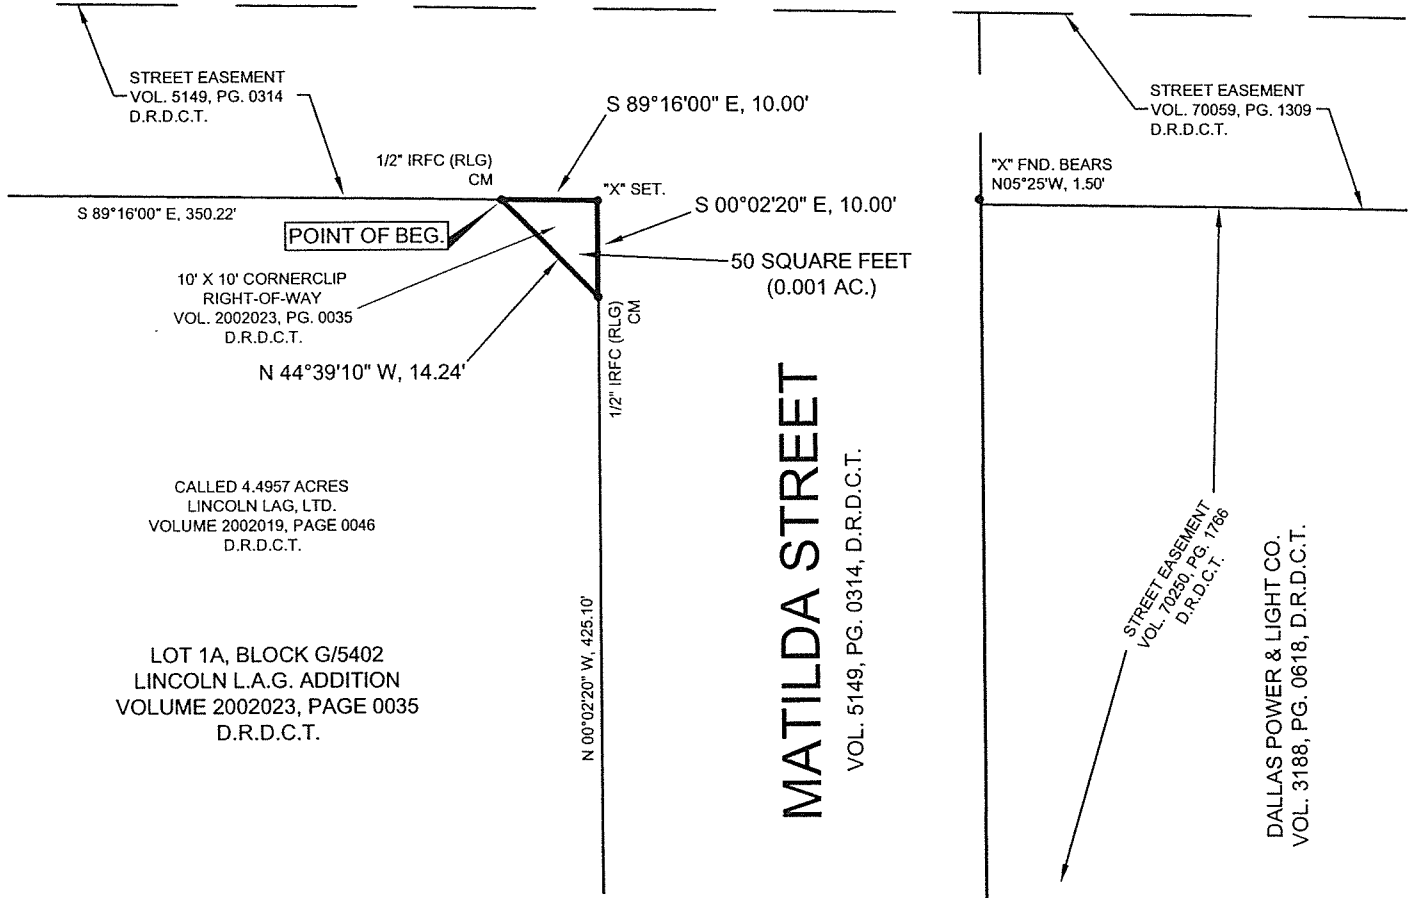 STREET EASEMENT
VOL. 5149, PG. 0314
D.R.D.C.T.
S 89°16'00" E, 10.00'
STREET EASEMENT
VOL. 70059, PG. 1309
D.R.D.C.T.
1/2" IRFC (RLG)
CM
"X" SET.
"X" FND. BEARS
N05°25'W, 1.50'
S 89°16'00" E, 350.22'
S 00°02'20" E, 10.00'
POINT OF BEG.
50 SQUARE FEET
(0.001 AC.)
10' X 10' CORNERCLIP
RIGHT-OF-WAY
VOL. 2002023, PG. 0035
D.R.D.C.T.
1/2" IRFC (RLG)
CM
N 44°39'10" W, 14.24'
CALLED 4.4957 ACRES
LINCOLN LAG, LTD.
VOLUME 2002019, PAGE 0046
D.R.D.C.T.
LOT 1A, BLOCK G/5402
LINCOLN L.A.G. ADDITION
VOLUME 2002023, PAGE 0035
D.R.D.C.T.
N 00°02'20" W, 425.10'
MATILDA STREET
VOL. 5149, PG. 0314, D.R.D.C.T.
STREET EASEMENT
VOL. 70250, PG. 1766
D.R.D.C.T.
DALLAS POWER & LIGHT CO.
VOL. 3188, PG. 0618, D.R.D.C.T.